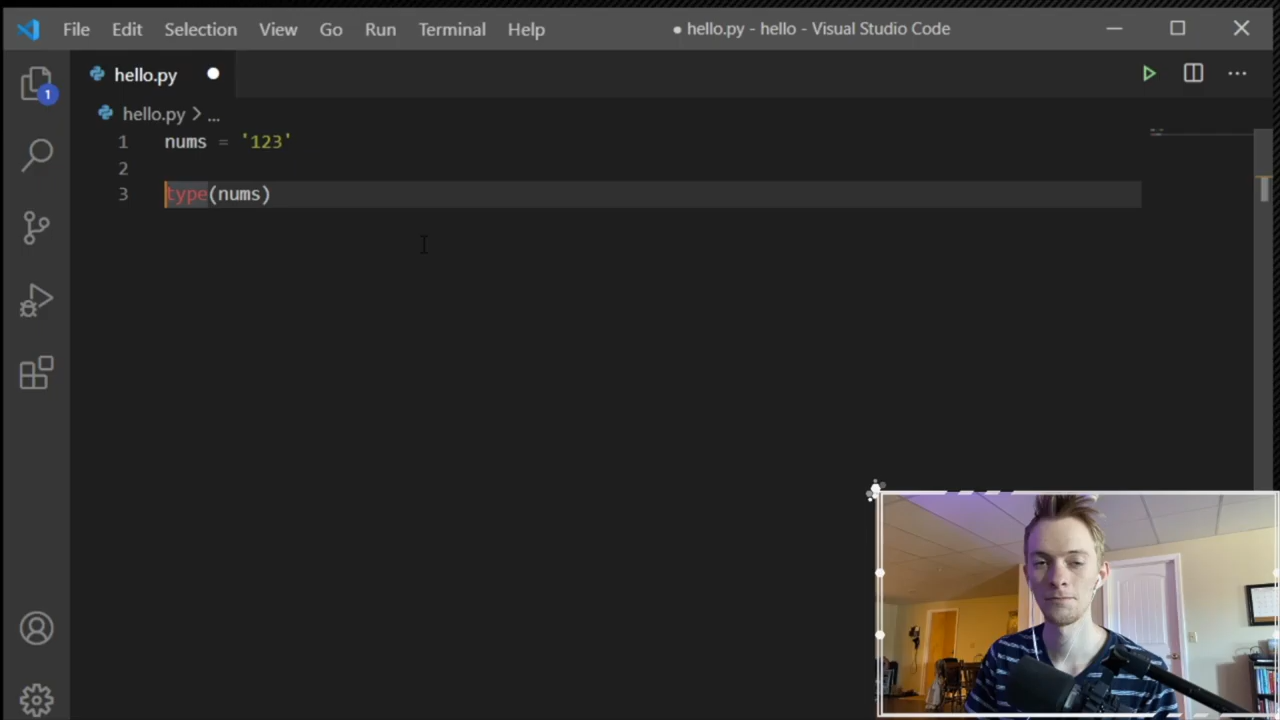 File Edit Selection View Go Run Terminal Help ● hello.py - hello - Visual Studio Code
hello.py
hello.py > ...
1 nums = '123'
2
3 type(nums)
1